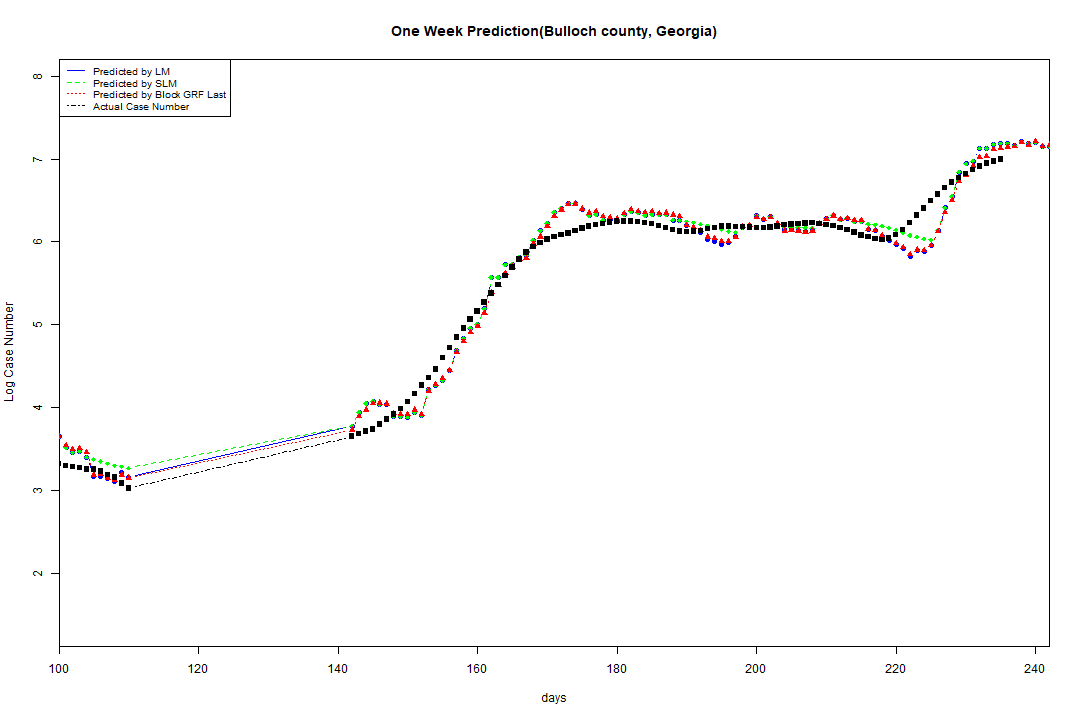 One Week Prediction(Bulloch county, Georgia)
Predicted by LM
Predicted by SLM
Predicted by Block GRF Last
Actual Case Number
8
7
6
5
4
3
2
Log Case Number
100 120 140 160 180 200 220 240
days